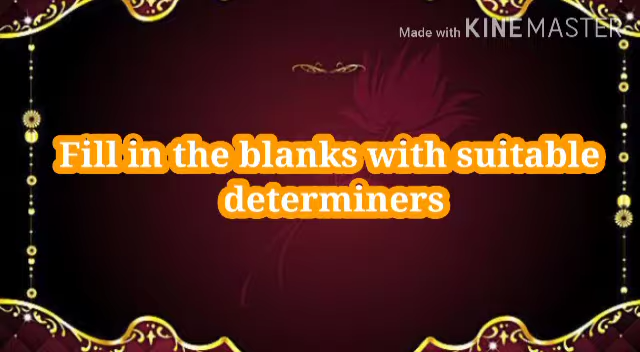 Made with KINEMASTER
Fill in the blanks with suitable
determiners